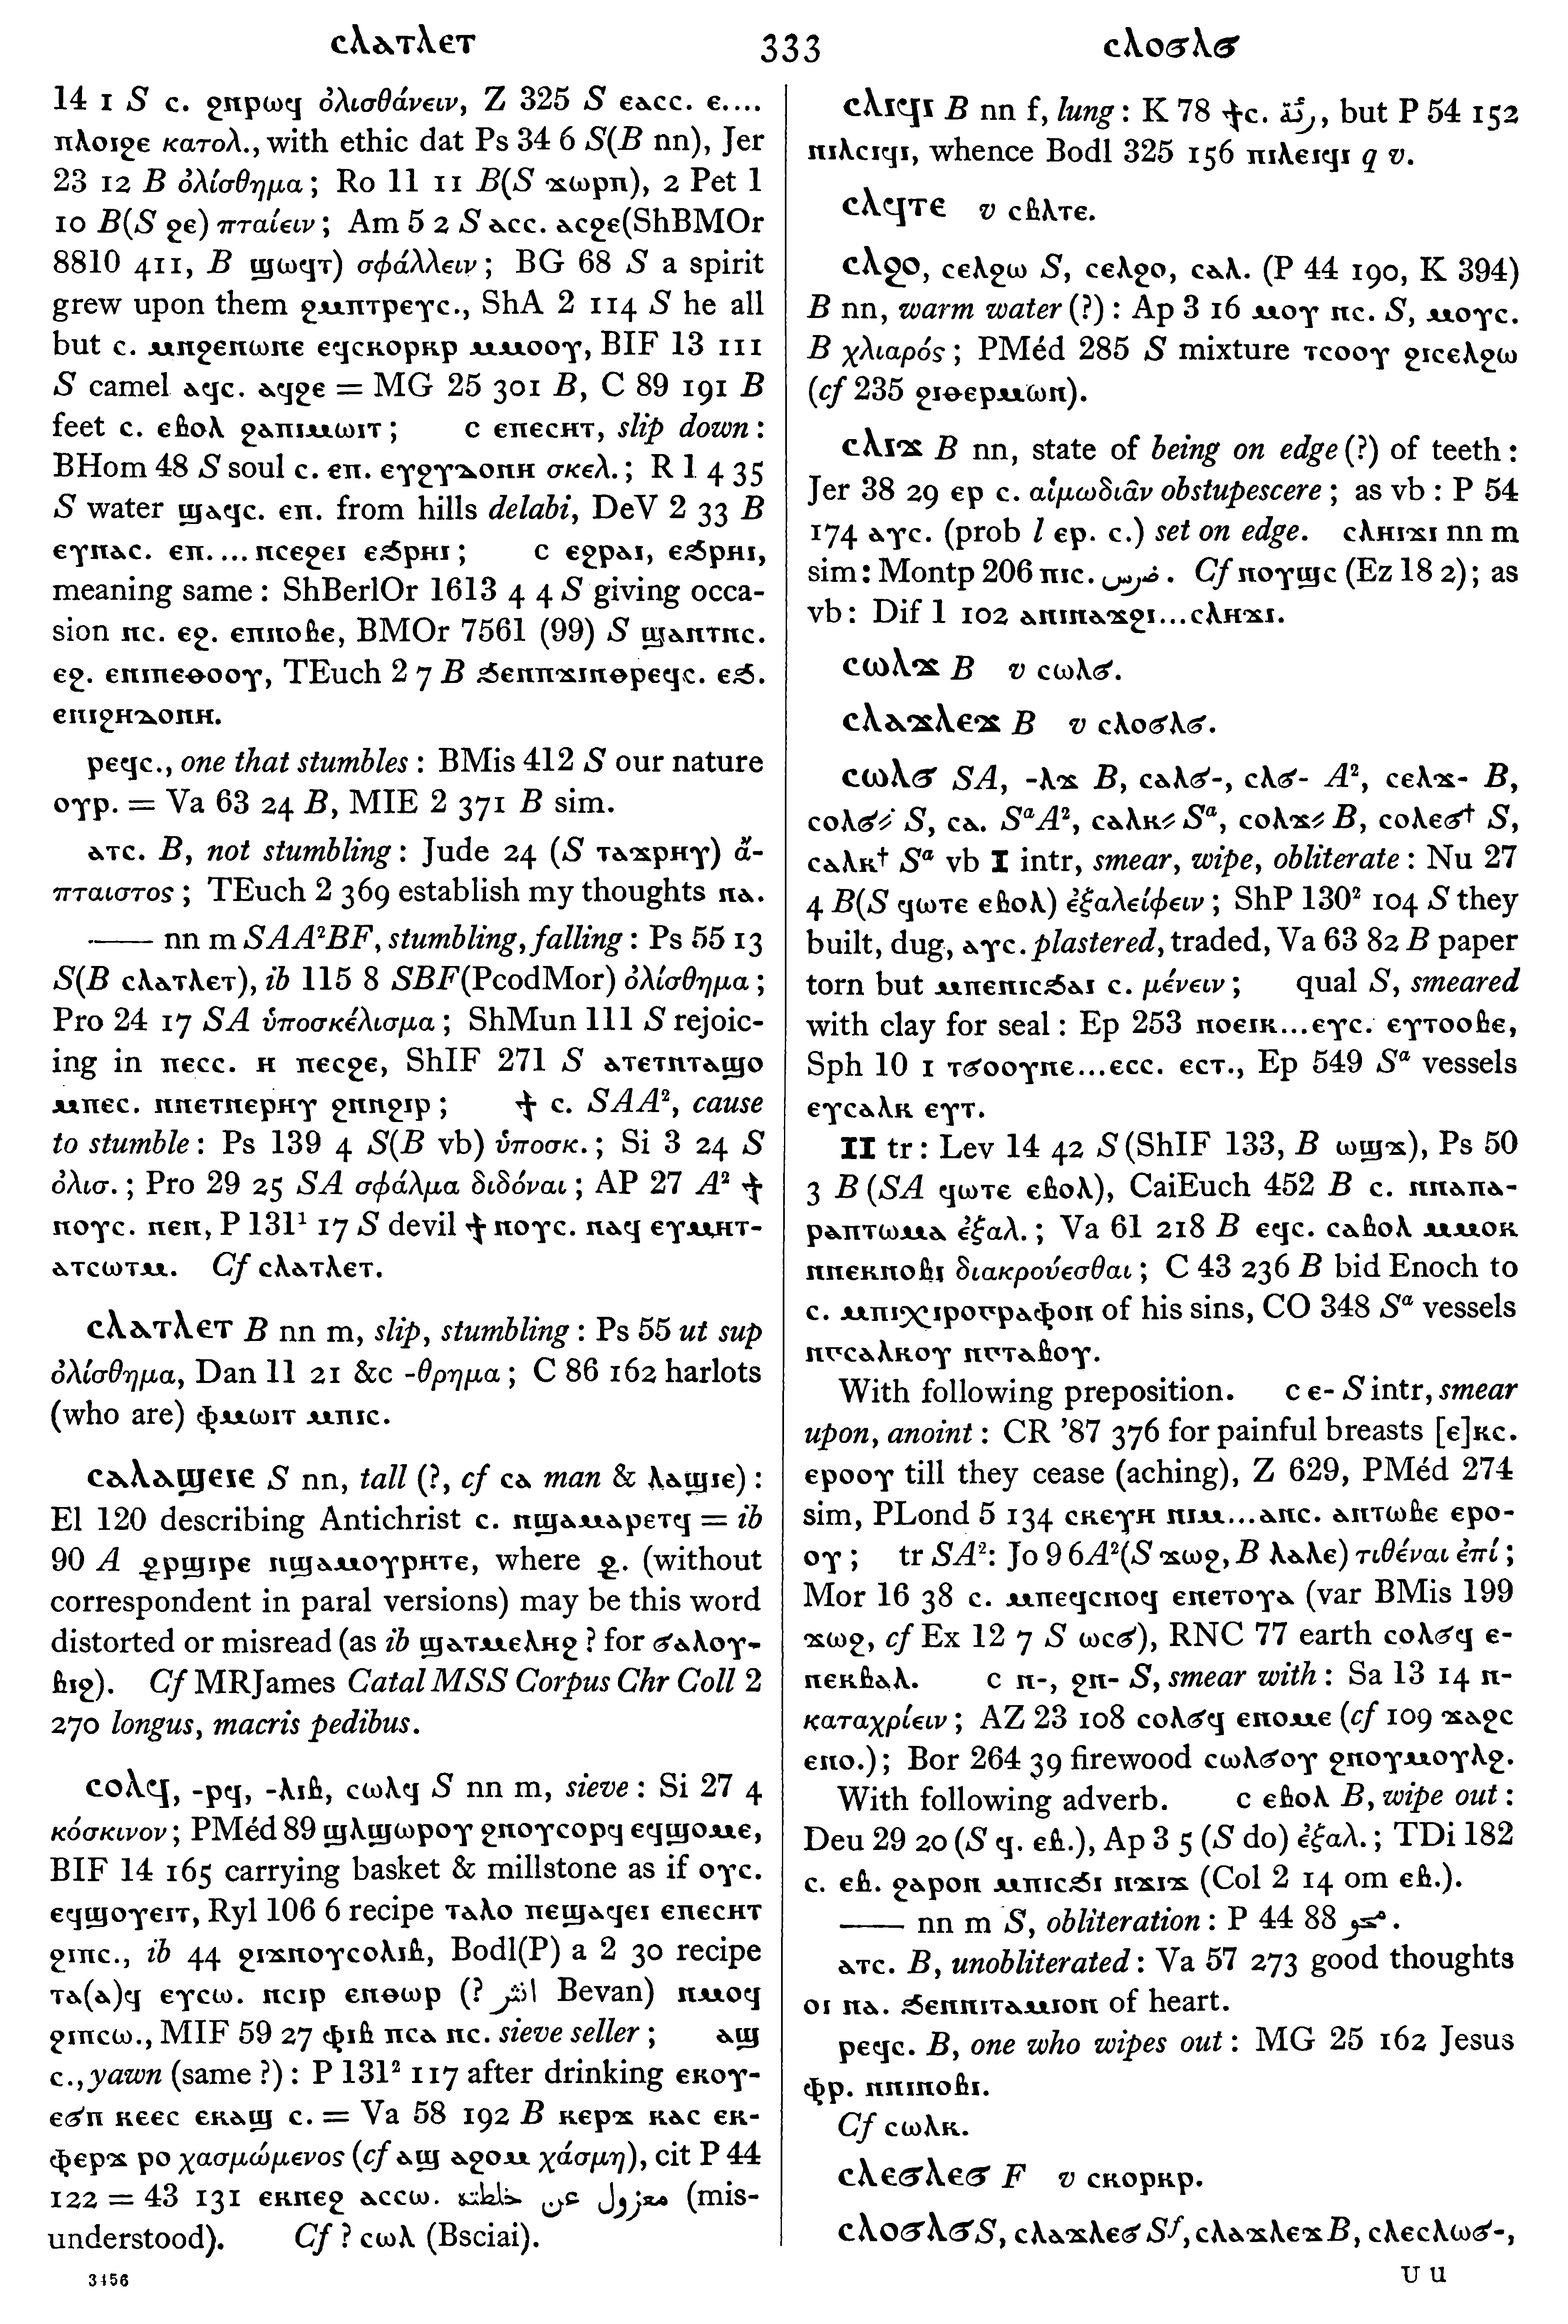 ⲥⲗⲁⲧⲗⲉⲧ 333 ⲥⲗⲟϭⲗϭ
14 1 S ⲥ. ϩⲛⲣⲱϥ ὀλισθάνειν, Z 325 S ⲉⲁⲥⲥ. ⲉ....
ⲡⲗⲟⲓϩⲉ κατολ., with ethic dat Ps 34 6 S(B nn), Jer
23 12 B ὀλίσθημα; Ro 11 11 B(S ϫⲱⲣⲡ), 2 Pet 1
10 B(S ϩⲉ) πταίειν; Am 5 2 S ⲁⲥⲥ. ⲁⲥϩⲉ(ShBMOr
8810 411, B ϣⲱϥⲧ) σφάλλειν; BG 68 S a spirit
grew upon them ϩⲙⲡⲧⲣⲉⲩⲥ., ShA 2 114 S he all
but ⲥ. ⲙⲛϩⲉⲛⲱⲛⲉ ⲉϥⲥⲕⲟⲣⲕⲣ ⲙⲙⲟⲟⲩ, BIF 13 111
S camel ⲁϥⲥ. ⲁϥϩⲉ = MG 25 301 B, C 89 191 B
feet ⲥ. ⲉⲃⲟⲗ ϩⲁⲡⲓⲙⲱⲓⲧ; ⲥ ⲉⲡⲉⲥⲏⲧ, slip down:
BHom 48 S soul ⲥ. ⲉⲡ. ⲉⲩϩⲩⲇⲟⲛⲏ σκελ.; R 1 4 35
S water ϣⲁϥⲥ. ⲉⲡ. from hills delabi, DeV 2 33 B
ⲉⲩⲛⲁⲥ. ⲉⲡ.... ⲛⲥⲉϩⲉⲓ ⲉϧⲣⲏⲓ; ⲥ ⲉϩⲣⲁⲓ, ⲉϧⲣⲏⲓ,
meaning same: ShBerlOr 1613 4 4 S giving occa-
sion ⲛⲥ. ⲉϩ. ⲉⲡⲛⲟⲃⲉ, BMOr 7561 (99) S ϣⲁⲛⲧⲛⲥ.
ⲉϩ. ⲉⲡⲓⲡⲉⲑⲟⲟⲩ, TEuch 2 7 B ϧⲉⲛⲡϫⲓⲛⲑⲣⲉϥⲥ. ⲉϧ.
ⲉⲡⲓϩⲏⲇⲟⲛⲏ.
ⲣⲉϥⲥ., one that stumbles: BMis 412 S our nature
ⲟⲩⲣ. = Va 63 24 B, MIE 2 371 B sim.
ⲁⲧⲥ. B, not stumbling: Jude 24 (S ⲧⲁϫⲣⲏⲩ) ἄ-
πταιστος; TEuch 2 369 establish my thoughts ⲛⲁ.
—— nn m SAA²BF, stumbling, falling: Ps 55 13
S(B ⲥⲗⲁⲧⲗⲉⲧ), ib 115 8 SBF(PcodMor) ὀλίσθημα;
Pro 24 17 SA ὑποσκέλισμα; ShMun 111 S rejoic-
ing in ⲡⲉⲥⲥ. ⲏ ⲡⲉⲥϩⲉ, ShIF 271 S ⲁⲧⲉⲧⲛⲧⲁϣⲟ
ⲙⲡⲉⲥ. ⲛⲛⲉⲧⲛⲉⲣⲏⲩ ϩⲛⲛϩⲓⲣ; ϯ ⲥ. SAA², cause
to stumble: Ps 139 4 S(B vb) ὑποσκ.; Si 3 24 S
ὀλισ.; Pro 29 25 SA σφάλμα διδόναι; AP 27 A² ϯ
ⲛⲟⲩⲥ. ⲛⲉⲛ, P 131¹ 17 S devil ϯ ⲛⲟⲩⲥ. ⲛⲁϥ ⲉⲩⲙⲛⲧ-
ⲁⲧⲥⲱⲧⲙ. Cf ⲥⲗⲁⲧⲗⲉⲧ.
ⲥⲗⲁⲧⲗⲉⲧ B nn m, slip, stumbling: Ps 55 ut sup
ὀλίσθημα, Dan 11 21 &c -θρημα; C 86 162 harlots
(who are) ⲫⲙⲱⲓⲧ ⲙⲡⲓⲥ.
ⲥⲁⲗⲁϣⲉⲓⲉ S nn, tall (?, cf ⲥⲁ man & ⲗⲁϣⲓⲉ):
El 120 describing Antichrist ⲥ. ⲛϣⲁⲙⲁⲣⲉⲧϥ = ib
90 A ϩⲣϣⲓⲣⲉ ⲛϣⲁⲙⲟⲩⲣⲏⲧⲉ, where ϩ. (without
correspondent in paral versions) may be this word
distorted or misread (as ib ϣⲁⲧⲙⲉⲗⲏϩ ? for ϭⲁⲗⲟⲩ-
ⲃⲓϩ). Cf MRJames Catal MSS Corpus Chr Coll 2
270 longus, macris pedibus.
ⲥⲟⲗϥ, -ⲣϥ, -ⲗⲓⲃ, ⲥⲱⲗϥ S nn m, sieve: Si 27 4
κόσκινον; PMéd 89 ϣⲗϣⲱⲣⲟⲩ ϩⲛⲟⲩⲥⲟⲣϥ ⲉϥϣⲟⲙⲉ,
BIF 14 165 carrying basket & millstone as if ⲟⲩⲥ.
ⲉϥϣⲟⲩⲉⲓⲧ, Ryl 106 6 recipe ⲧⲁⲗⲟ ⲡⲉϣⲁϥⲉⲓ ⲉⲡⲉⲥⲏⲧ
ϩⲓⲡⲥ., ib 44 ϩⲓϫⲛⲟⲩⲥⲟⲗⲓⲃ, Bodl(P) a 2 30 recipe
ⲧⲁ(ⲁ)ϥ ⲉⲩⲥⲱ. ⲛⲥⲓⲣ ⲉⲛⲑⲱⲣ (? Bevan) ⲛⲙⲟϥ
ϩⲓⲡⲥⲱ., MIF 59 27 ⲫⲓⲃ ⲡⲥⲁ ⲛⲥ. sieve seller; ⲁϣ
ⲥ., yawn (same ?): P 131² 117 after drinking ⲉⲕⲟⲩ-
ⲉϭⲛ ⲕⲉⲉⲥ ⲉⲕⲁϣ ⲥ. = Va 58 192 B ⲕⲉⲣϫ ⲕⲁⲥ ⲉⲕ-
ⲫⲉⲣϫ ⲣⲟ χασμώμενος (cf ⲁϣ ⲁϩⲟⲙ χάσμη), cit P 44
122 = 43 131 ⲉⲕⲛⲉϩ ⲁⲥⲥⲱ. معزول عن (mis-
understood). Cf ? ⲥⲱⲗ (Bsciai).
3456
ⲥⲗⲓϥⲓ B nn f, lung: K 78 ϯⲥ. , but P 54 152
ⲡⲓⲗⲥⲓϥⲓ, whence Bodl 325 156 ⲡⲓⲗⲉⲓϥⲓ q v.
ⲥⲗϥⲧⲉ v ⲥⲃⲗⲧⲉ.
ⲥⲗϩⲟ, ⲥⲉⲗϩⲱ S, ⲥⲉⲗϩⲟ, ⲥⲁⲗ. (P 44 190, K 394)
B nn, warm water (?): Ap 3 16 ⲙⲟⲩ ⲛⲥ. S, ⲙⲟⲩⲥ.
B χλιαρός; PMéd 285 S mixture ⲧⲥⲟⲟⲩ ϩⲓⲥⲉⲗϩⲱ
(cf 235 ϩⲓⲑⲉⲣⲙⲱⲛ).
ⲥⲗⲓϫ B nn, state of being on edge (?) of teeth:
Jer 38 29 ⲉⲣ ⲥ. αἱμωδιᾶν obstupescere; as vb: P 54
174 ⲁⲩⲥ. (prob l ⲉⲣ. ⲥ.) set on edge. ⲥⲗⲏⲓϫⲓ nn m
sim: Montp 206 ⲡⲓⲥ. ضرس. Cf ⲛⲟⲩϣⲥ (Ez 18 2); as
vb: Dif 1 102 ⲁⲛⲓⲛⲁϫϩⲓ...ⲥⲗⲏϫⲓ.
ⲥⲱⲗϫ B v ⲥⲱⲗϭ.
ⲥⲗⲁϫⲗⲉϫ B v ⲥⲗⲟϭⲗϭ.
ⲥⲱⲗϭ SA, -ⲗϫ B, ⲥⲁⲗϭ-, ⲥⲗϭ- A², ⲥⲉⲗϫ- B,
ⲥⲟⲗϭ⸗ S, ⲥⲁ. SᵃA², ⲥⲁⲗⲕ⸗ Sᵃ, ⲥⲟⲗϫ⸗ B, ⲥⲟⲗⲉϭ† S,
ⲥⲁⲗⲕ† Sᵃ vb I intr, smear, wipe, obliterate: Nu 27
4 B(S ϥⲱⲧⲉ ⲉⲃⲟⲗ) ἐξαλείφειν; ShP 130² 104 S they
built, dug, ⲁⲩⲥ. plastered, traded, Va 63 82 B paper
torn but ⲙⲡⲉⲛⲓⲥϧⲁⲓ ⲥ. μένειν; qual S, smeared
with clay for seal: Ep 253 ⲛⲟⲉⲓⲕ...ⲉⲩⲥ. ⲉⲩⲧⲟⲟⲃⲉ,
Sph 10 1 ⲧϭⲟⲟⲩⲛⲉ...ⲉⲥⲥ. ⲉⲥⲧ., Ep 549 Sᵃ vessels
ⲉⲩⲥⲁⲗⲕ ⲉⲩⲧ.
II tr: Lev 14 42 S (ShIF 133, B ⲱϣϫ), Ps 50
3 B (SA ϥⲱⲧⲉ ⲉⲃⲟⲗ), CaiEuch 452 B ⲥ. ⲛⲛⲁⲡⲁ-
ⲣⲁⲡⲧⲱⲙⲁ ἐξαλ.; Va 61 218 B ⲉϥⲥ. ⲥⲁⲃⲟⲗ ⲙⲙⲟⲕ
ⲛⲛⲉⲕⲛⲟⲃⲓ διακρούεσθαι; C 43 236 B bid Enoch to
ⲥ. ⲙⲡⲓⲭⲓⲣⲟⲅⲣⲁⲫⲟⲛ of his sins, CO 348 Sᵃ vessels
ⲛⲅⲥⲁⲗⲕⲟⲩ ⲛⲅⲧⲁⲃⲟⲩ.
With following preposition. ⲥ ⲉ- S intr, smear
upon, anoint: CR '87 376 for painful breasts [ⲉ]ⲕⲥ.
ⲉⲣⲟⲟⲩ till they cease (aching), Z 629, PMéd 274
sim, PLond 5 134 ⲥⲕⲉⲩⲏ ⲛⲓⲙ...ⲁⲛⲥ. ⲁⲛⲧⲱⲃⲉ ⲉⲣⲟ-
ⲟⲩ; tr SA²: Jo 9 6 A²(S ϫⲱϩ, B ⲗⲁⲗⲉ) τιθέναι ἐπί;
Mor 16 38 ⲥ. ⲙⲡⲉϥⲥⲛⲟϥ ⲉⲡⲉⲧⲟⲩⲁ (var BMis 199
ϫⲱϩ, cf Ex 12 7 S ⲱⲥϭ), RNC 77 earth ⲥⲟⲗϭϥ ⲉ-
ⲡⲉⲕⲃⲁⲗ. ⲥ ⲛ-, ϩⲛ- S, smear with: Sa 13 14 ⲛ-
καταχρίειν; AZ 23 108 ⲥⲟⲗϭϥ ⲉⲛⲟⲙⲉ (cf 109 ϫⲁϩⲥ
ⲉⲛⲟ.); Bor 264 39 firewood ⲥⲱⲗϭⲟⲩ ϩⲛⲟⲩⲙⲟⲩⲗϩ.
With following adverb. ⲥ ⲉⲃⲟⲗ B, wipe out:
Deu 29 20 (S ϥ. ⲉⲃ.), Ap 3 5 (S do) ἐξαλ.; TDi 182
ⲥ. ⲉⲃ. ϩⲁⲣⲟⲛ ⲙⲡⲓⲥϧⲓ ⲛϫⲓϫ (Col 2 14 om ⲉⲃ.).
—— nn m S, obliteration: P 44 88 محو.
ⲁⲧⲥ. B, unobliterated: Va 57 273 good thoughts
ⲟⲓ ⲛⲁ. ϧⲉⲛⲡⲓⲧⲁⲙⲓⲟⲛ of heart.
ⲣⲉϥⲥ. B, one who wipes out: MG 25 162 Jesus
ⲫⲣ. ⲛⲛⲓⲛⲟⲃⲓ.
Cf ⲥⲱⲗⲕ.
ⲥⲗⲉϭⲗⲉϭ F v ⲥⲕⲟⲣⲕⲣ.
ⲥⲗⲟϭⲗϭ S, ⲥⲗⲁϫⲗⲉϭ Sᶠ, ⲥⲗⲁϫⲗⲉϫ B, ⲥⲗⲉⲥⲗⲱϭ-,
U u